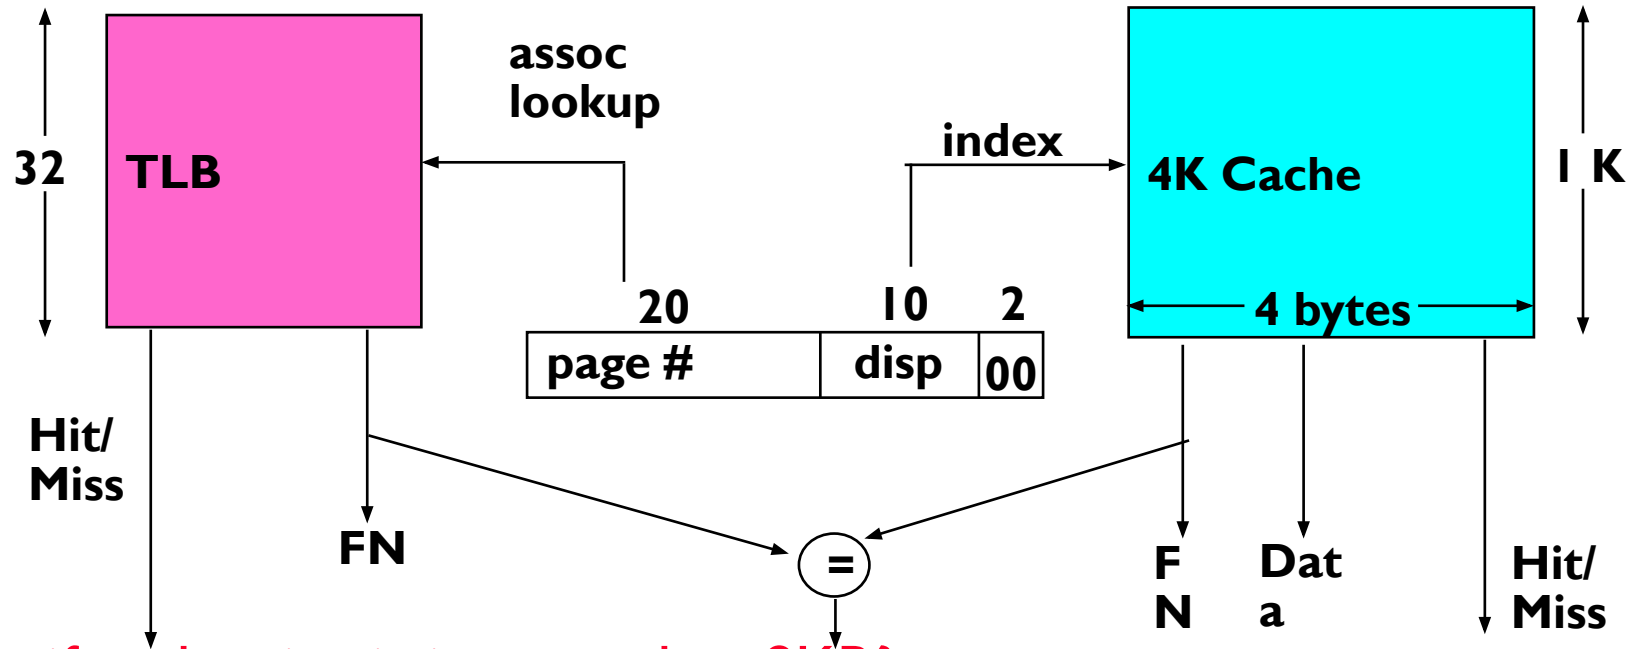 assoc
lookup
32
TLB
index
4K Cache
1 K
20
10
2
4 bytes
page #
disp
00
Hit/
Miss
FN
=
F
N
Dat
a
Hit/
Miss